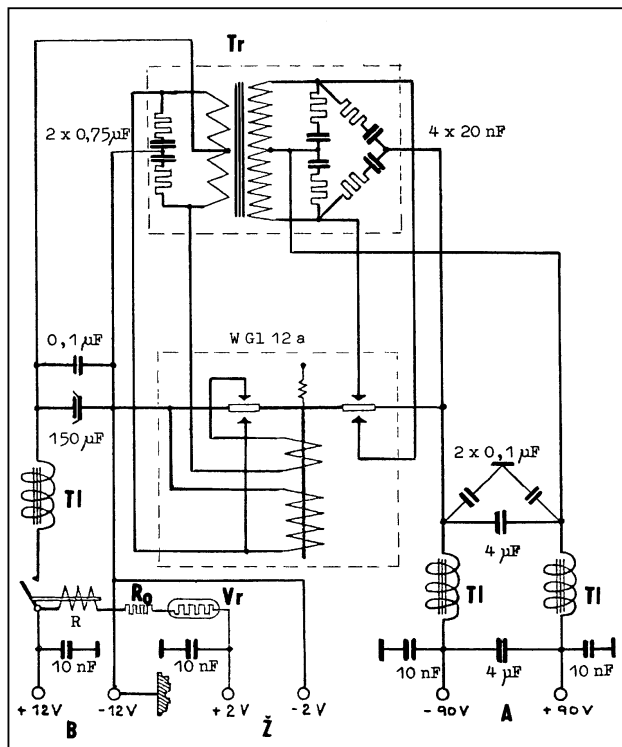 Tr
2 x 0,75µF
4 x 20 nF
0,1µF
W Gl 12 a
150µF
2 x 0,1µF
Tl
4µF
Tl
Tl
R
Ro
Vr
10 nF
10 nF
10 nF
4µF
10 nF
+ 12V
-12V
+2V
-2V
- 90V
+ 90V
B
Ž
A